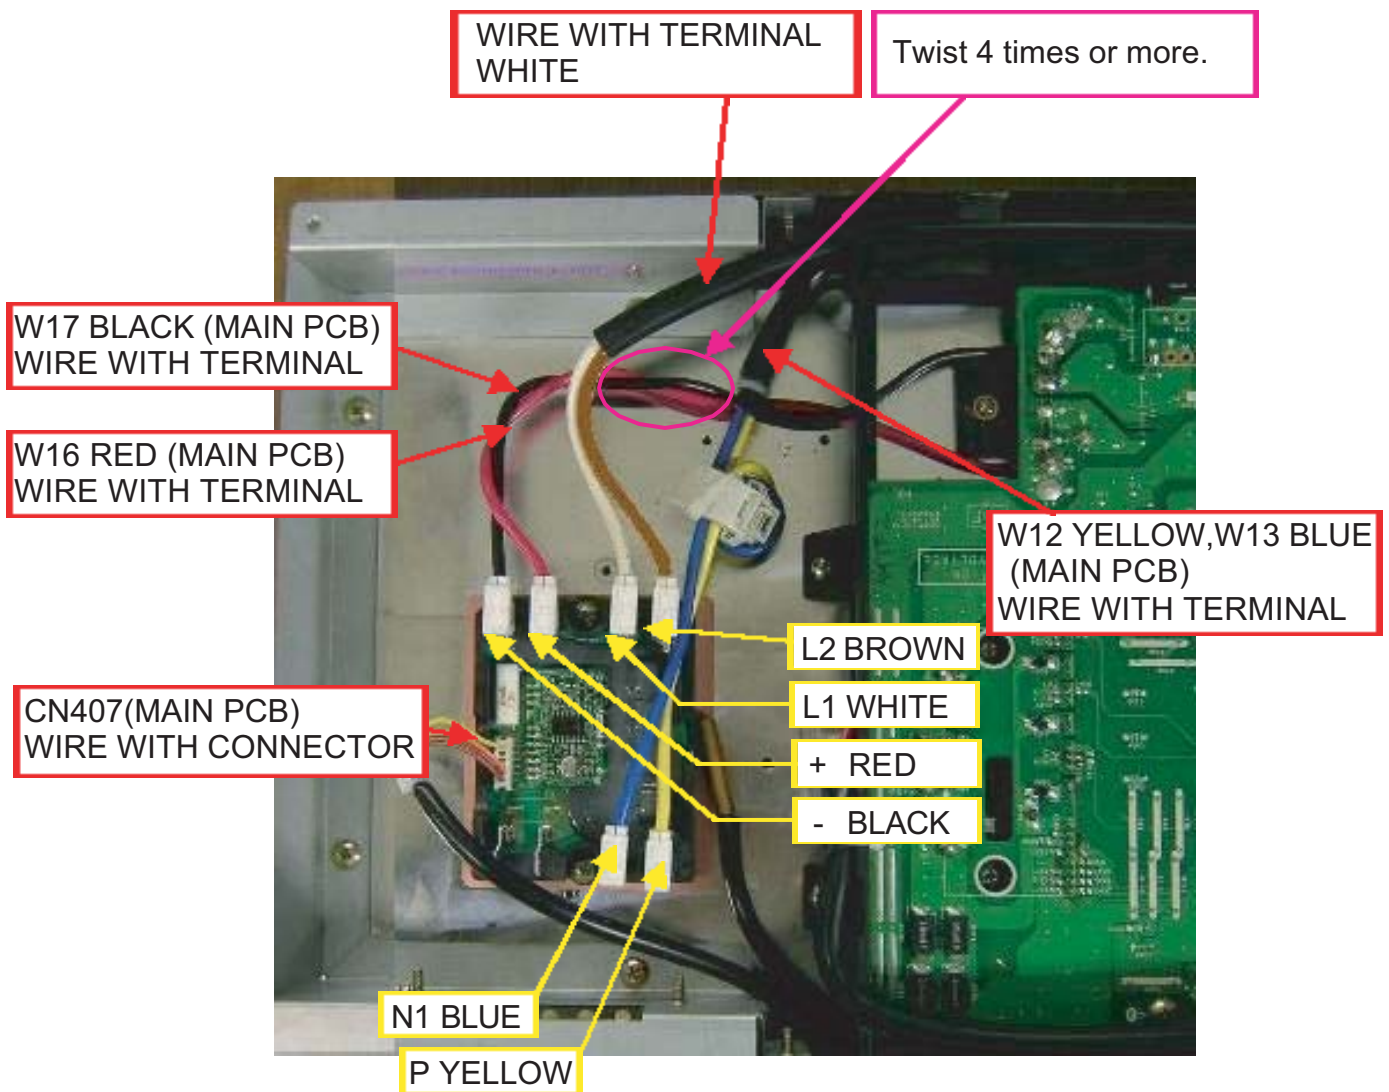 WIRE WITH TERMINAL
WHITE
Twist 4 times or more.
W17 BLACK (MAIN PCB)
WIRE WITH TERMINAL
W16 RED (MAIN PCB)
WIRE WITH TERMINAL
W12 YELLOW,W13 BLUE
(MAIN PCB)
WIRE WITH TERMINAL
L2 BROWN
L1 WHITE
CN407(MAIN PCB)
WIRE WITH CONNECTOR
+ RED
- BLACK
N1 BLUE
P YELLOW